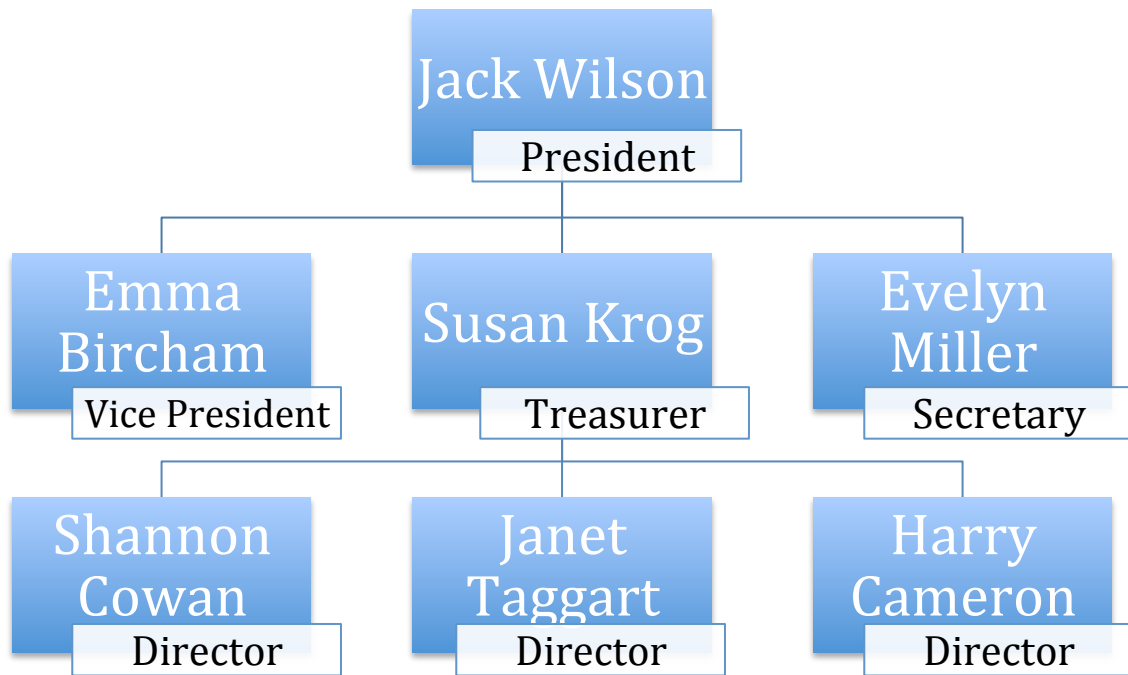 Jack Wilson
President
Emma
Bircham
Vice President
Susan Krog
Treasurer
Evelyn
Miller
Secretary
Shannon
Cowan
Director
Janet
Taggart
Director
Harry
Cameron
Director